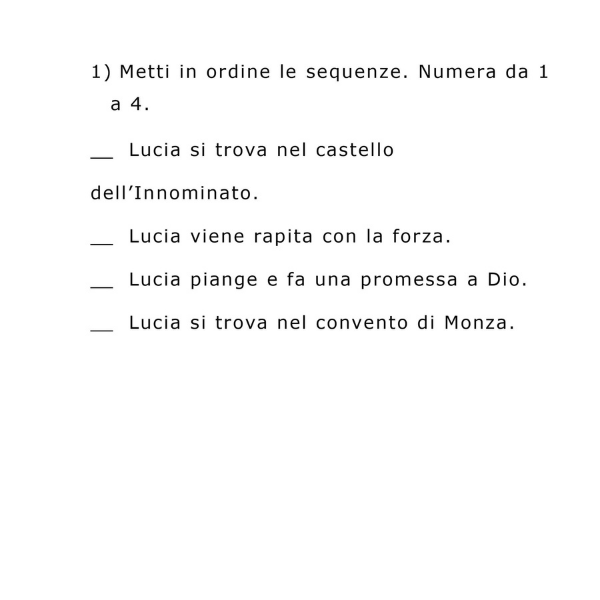 1) Metti in ordine le sequenze. Numera da 1
a 4.
__ Lucia si trova nel castello
dell’Innominato.
__ Lucia viene rapita con la forza.
__ Lucia piange e fa una promessa a Dio.
__ Lucia si trova nel convento di Monza.